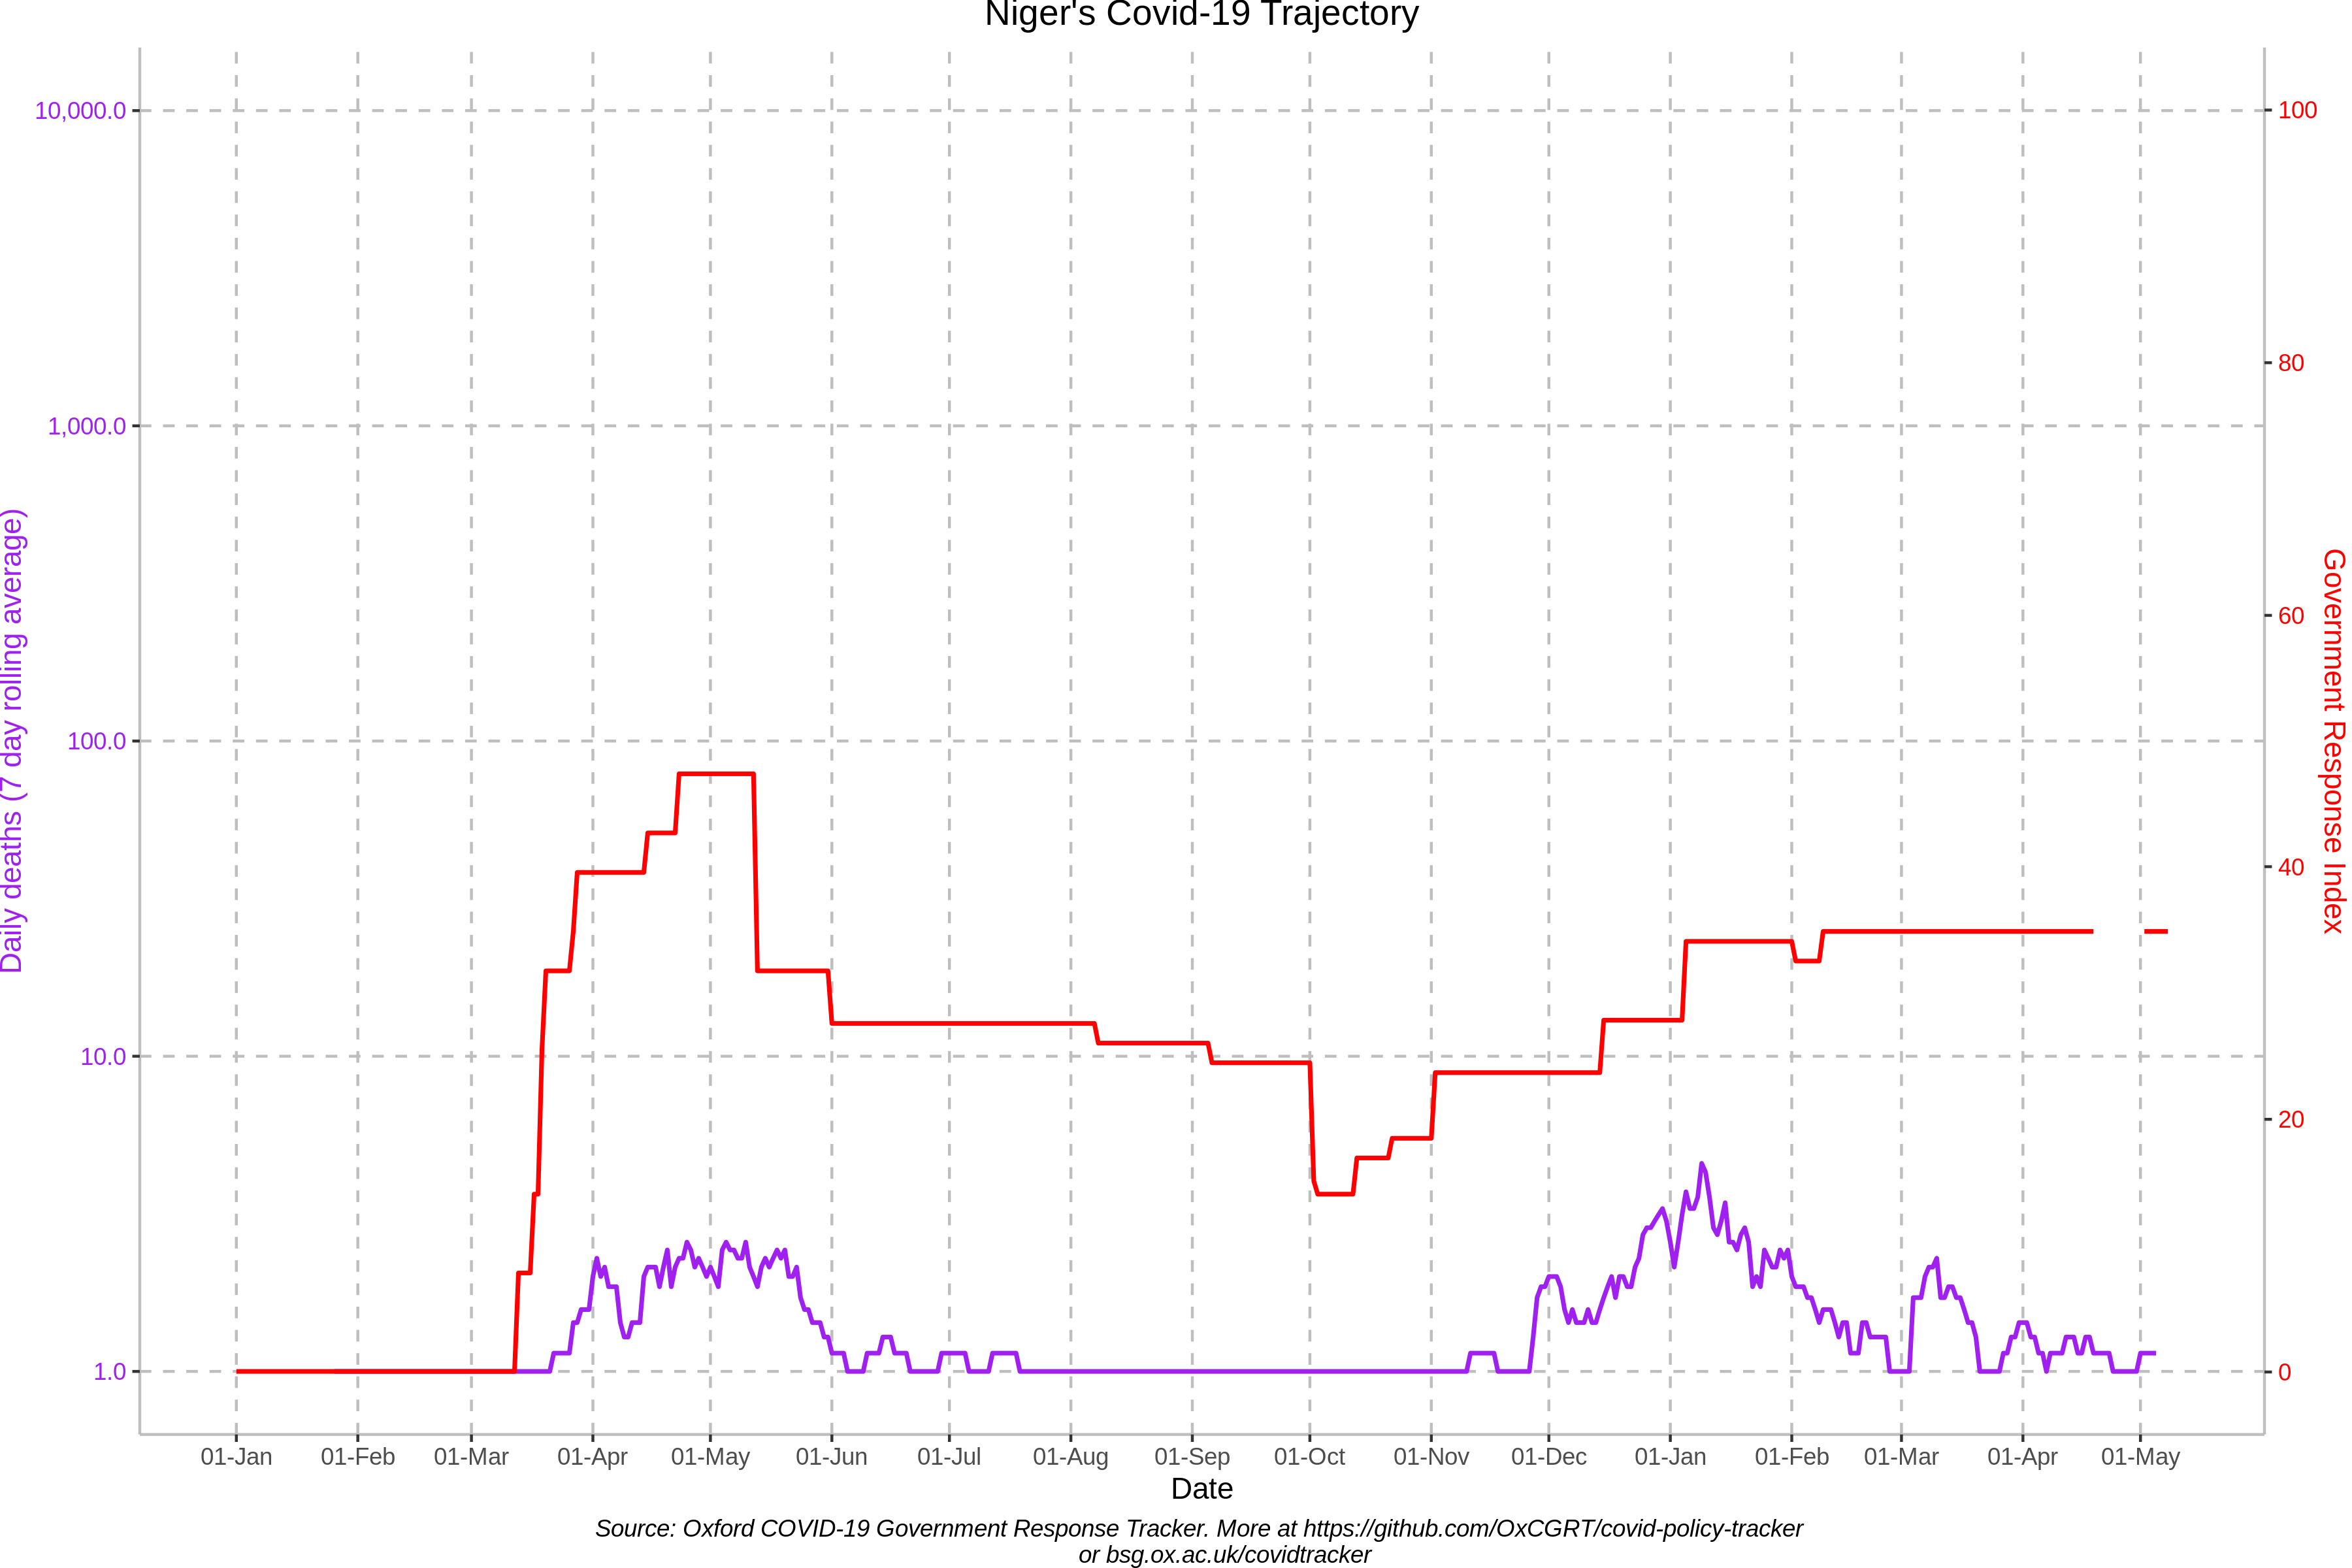 Niger's Covid-19 Trajectory
10,000.0
1,000.0
100.0
10.0
1.0
Daily deaths (7 day rolling average)
100
80
60
40
20
0
Government Response Index
01-Jan 01-Feb 01-Mar 01-Apr 01-May 01-Jun 01-Jul 01-Aug 01-Sep 01-Oct 01-Nov 01-Dec 01-Jan 01-Feb 01-Mar 01-Apr 01-May
Date
Source: Oxford COVID-19 Government Response Tracker. More at https://github.com/OxCGRT/covid-policy-tracker
or bsg.ox.ac.uk/covidtracker